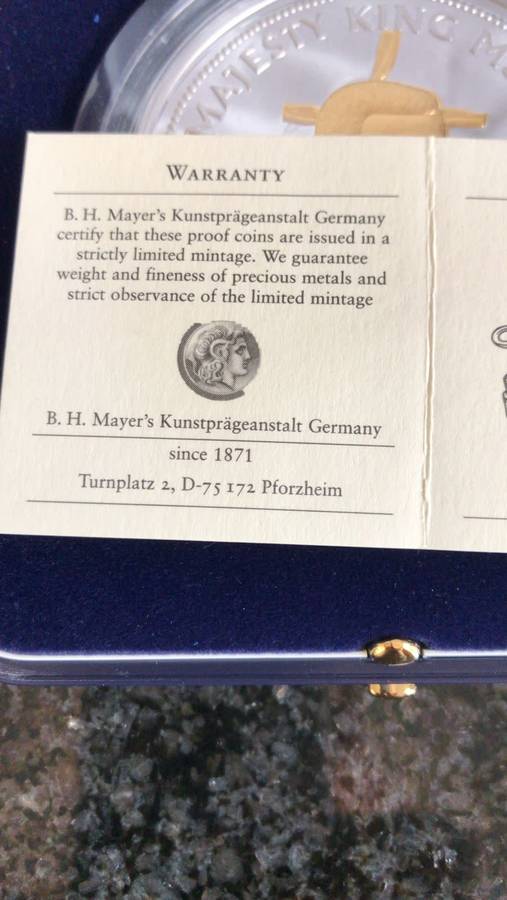 MAJESTY KING
WARRANTY
B. H. Mayer's Kunstprägeanstalt Germany
certify that these proof coins are issued in a
strictly limited mintage. We guarantee
weight and fineness of precious metals and
strict observance of the limited mintage
B. H. Mayer's Kunstprägeanstalt Germany
since 1871
Turnplatz 2, D-75 172 Pforzheim